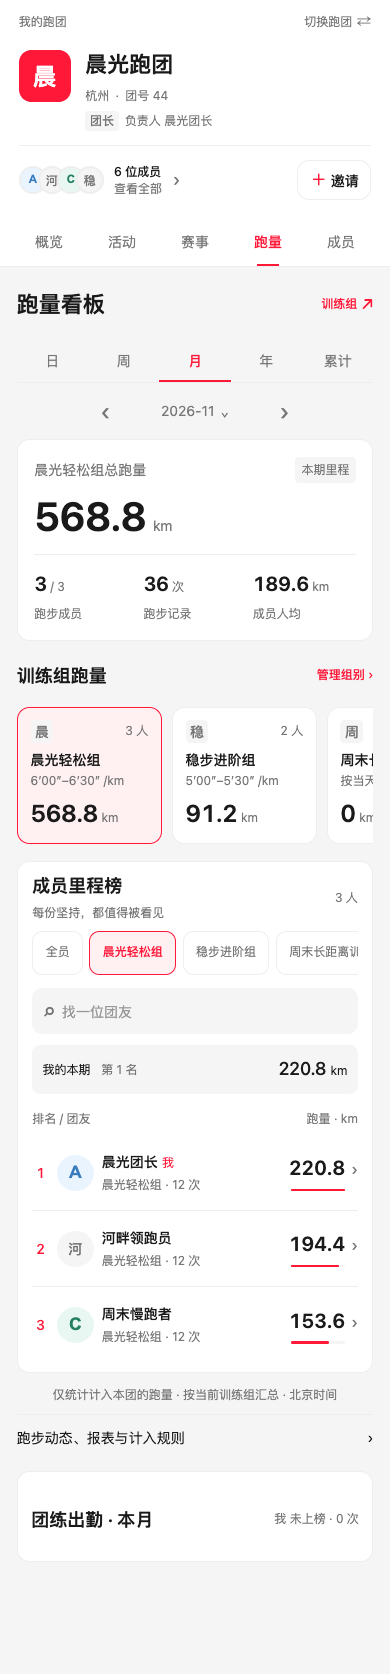 我的跑团
切换跑团 ⇄
晨
晨光跑团
杭州 · 团号 44
团长 负责人 晨光团长
A 河 C 稳
6 位成员
查看全部 ›
+ 邀请
概览 活动 赛事 跑量 成员
跑量看板
训练组 ↗
日 周 月 年 累计
‹ 2026-11 ⌄ ›
晨光轻松组总跑量
本期里程
568.8 km
3 / 3 36 次 189.6 km
跑步成员 跑步记录 成员人均
训练组跑量
管理组别 ›
晨 3 人
晨光轻松组
6'00"–6'30" /km
568.8 km
稳 2 人
稳步进阶组
5'00"–5'30" /km
91.2 km
周
周末
按当天
0 km
成员里程榜
每份坚持，都值得被看见
3 人
全员 晨光轻松组 稳步进阶组 周末长距离训
找一位团友
我的本期 第 1 名 220.8 km
排名 / 团友 跑量 · km
1 A 晨光团长 我 220.8 ›
晨光轻松组 · 12 次
2 河 河畔领跑员 194.4 ›
晨光轻松组 · 12 次
3 C 周末慢跑者 153.6 ›
晨光轻松组 · 12 次
仅统计计入本团的跑量 · 按当前训练组汇总 · 北京时间
跑步动态、报表与计入规则 ›
团练出勤 · 本月 我 未上榜 · 0 次